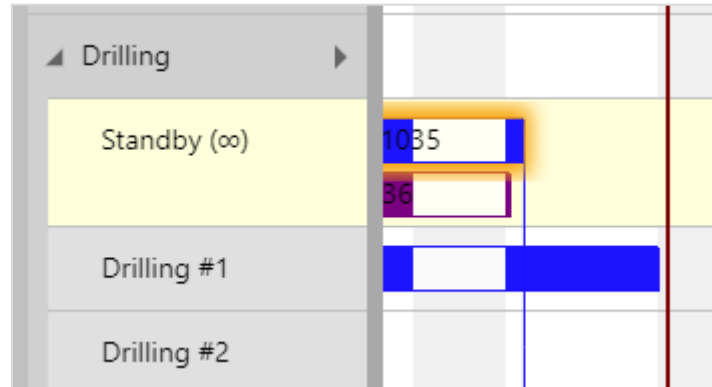 Drilling
Standby (∞)
1035
36
Drilling #1
Drilling #2